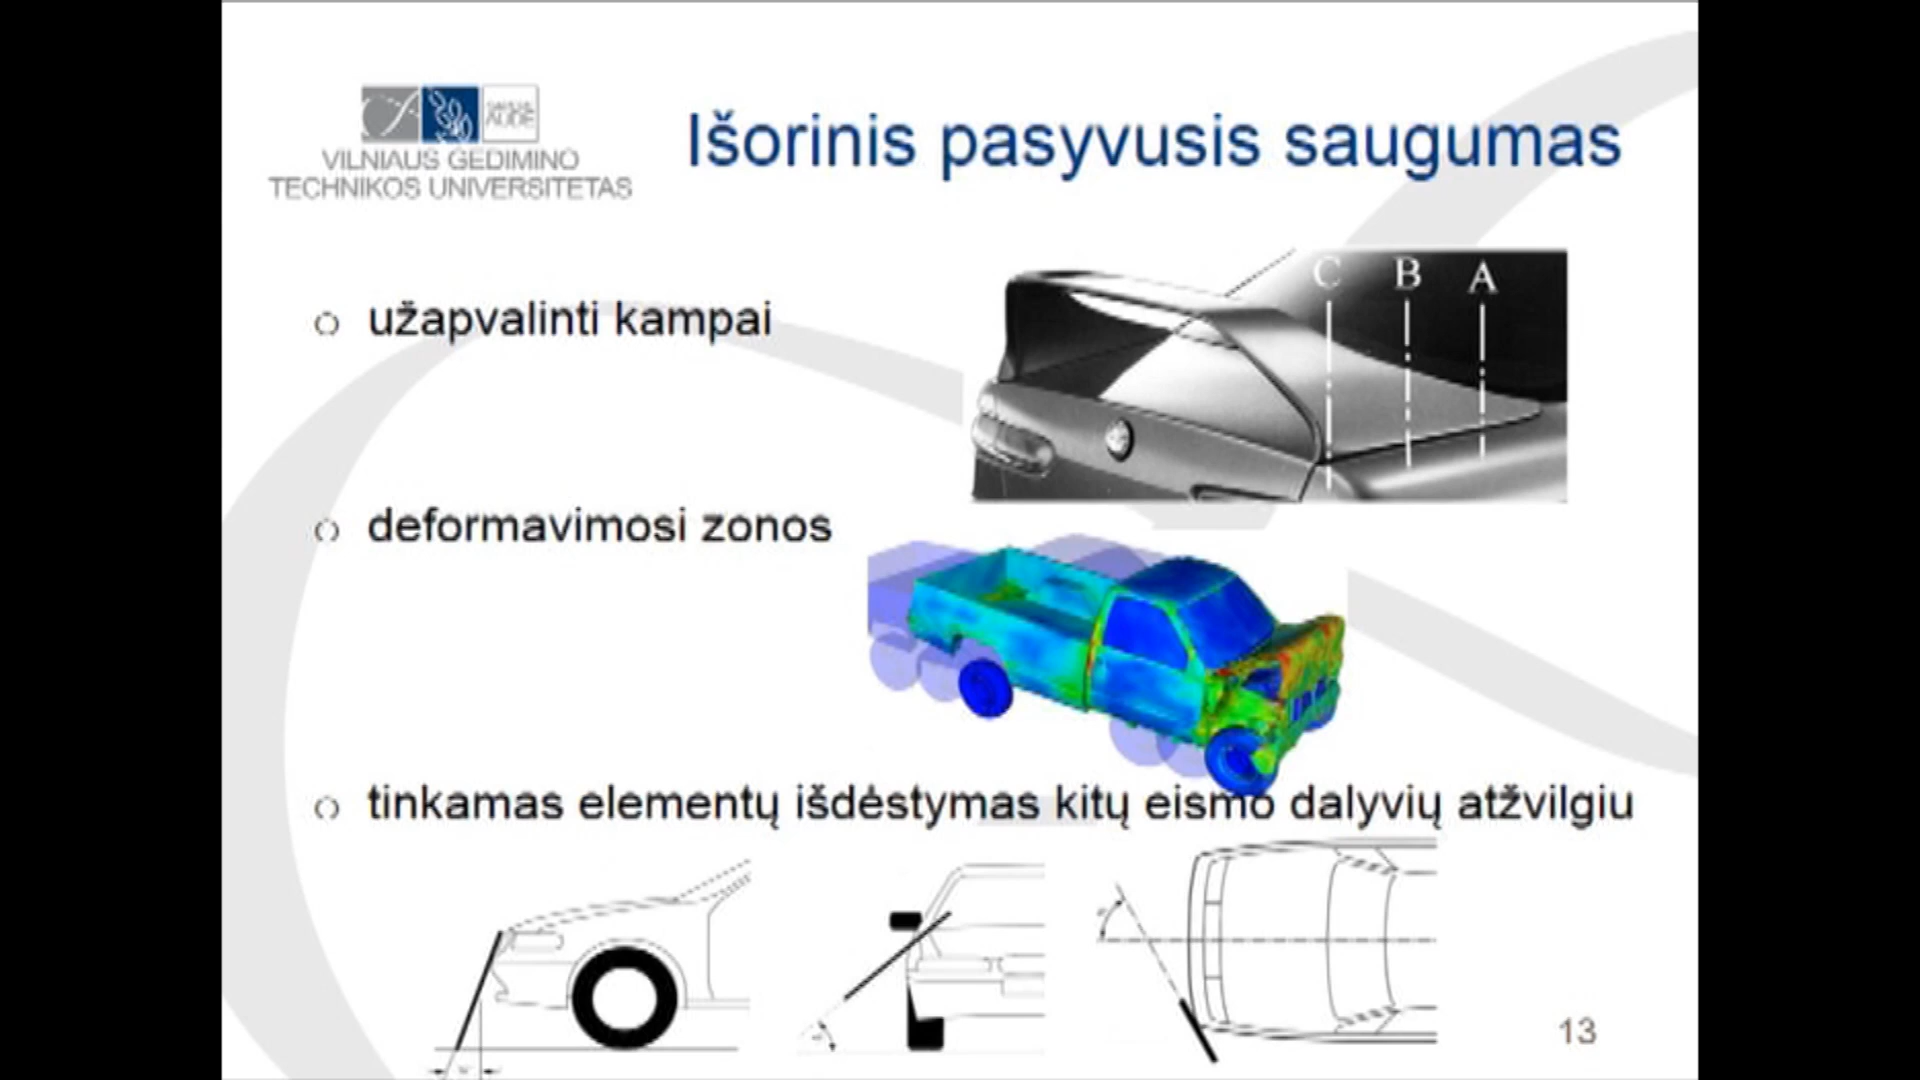 VILNIAUS GEDIMINO
TECHNIKOS UNIVERSITETAS
Išorinis pasyvusis saugumas
užapvalinti kampai
C B A
deformavimosi zonos
tinkamas elementų išdėstymas kitų eismo dalyvių atžvilgiu
13